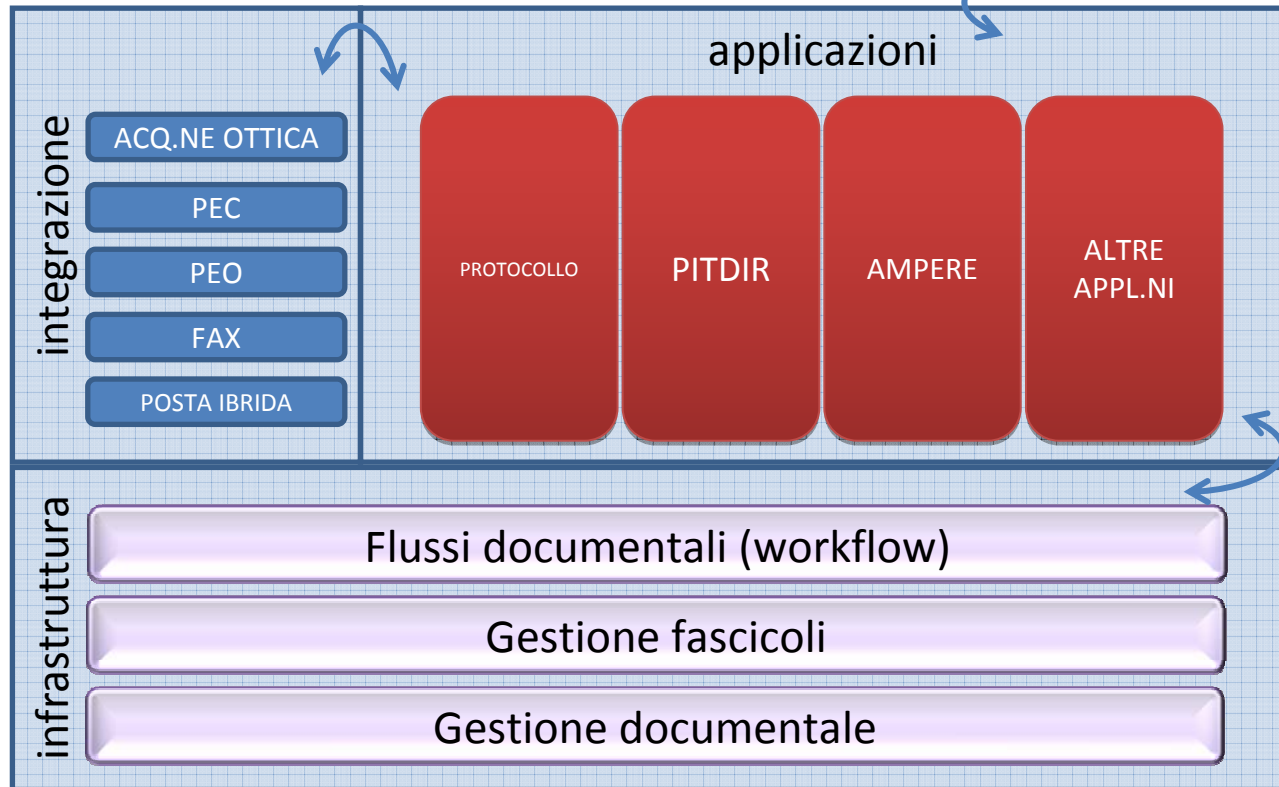 integrazione
ACQ.NE OTTICA
PEC
PEO
FAX
POSTA IBRIDA
applicazioni
PROTOCOLLO
PITDIR
AMPERE
ALTRE
APPL.NI
infrastruttura
Flussi documentali (workflow)
Gestione fascicoli
Gestione documentale